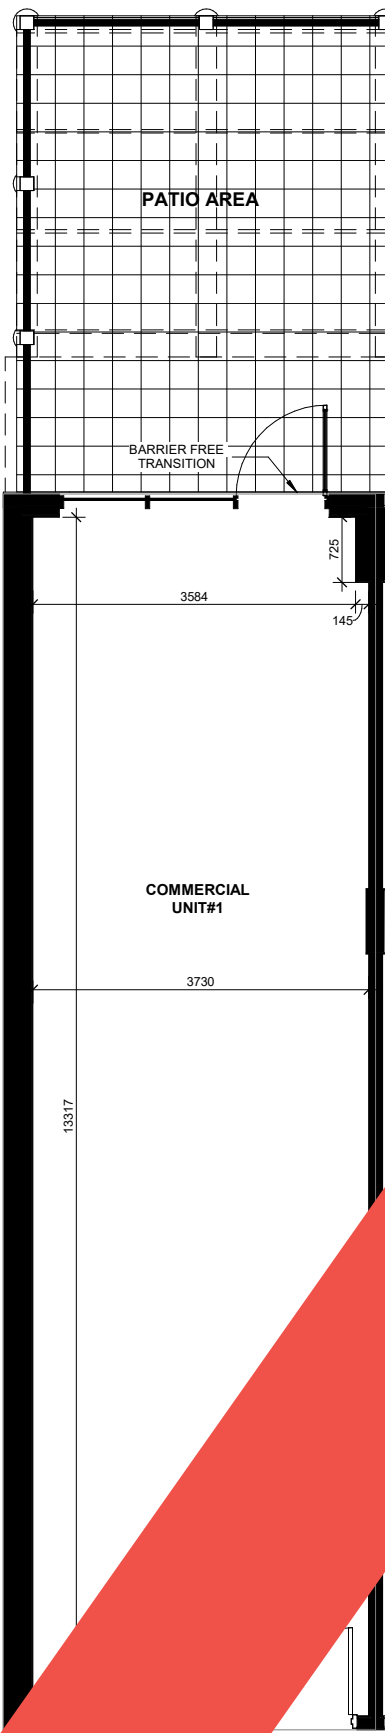 PATIO AREA
BARRIER FREE
TRANSITION
725
3584
145
COMMERCIAL
UNIT#1
3730
13317